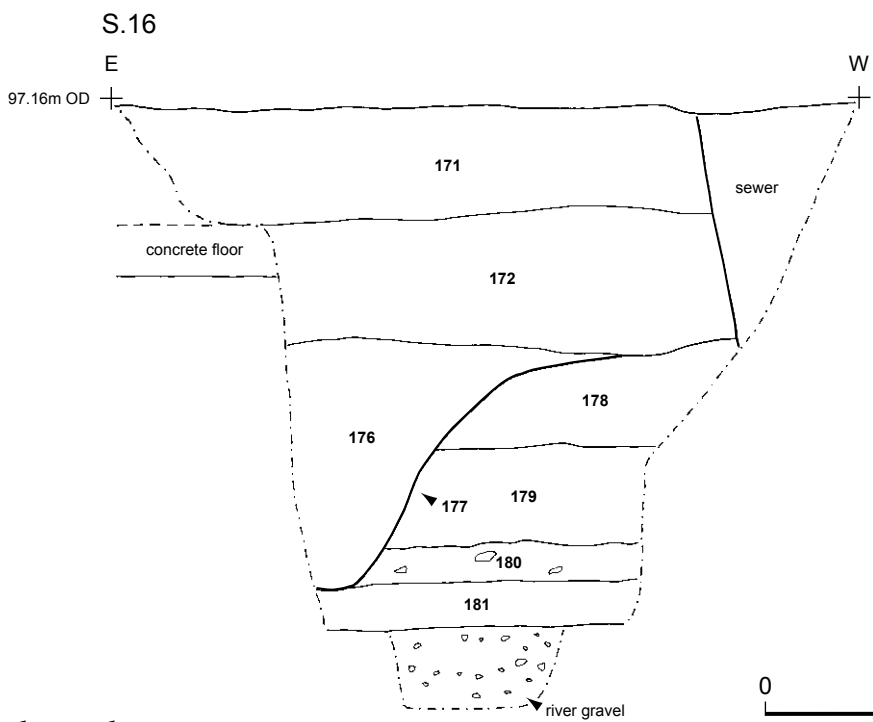 S.16
E
W
97.16m OD
171
sewer
concrete floor
172
178
176
179
177
180
181
river gravel
0